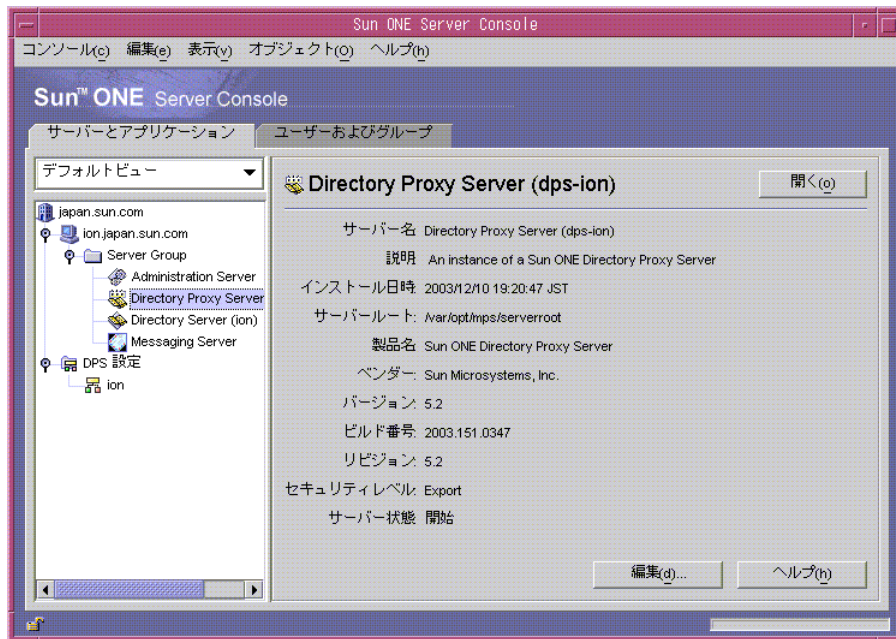 Sun ONE Server Console
コンソール(c) 編集(e) 表示(v) オブジェクト(O) ヘルプ(h)
Sun™ ONE Server Console
サーバーとアプリケーション ユーザーおよびグループ
デフォルトビュー
japan.sun.com
ion.japan.sun.com
Server Group
Administration Server
Directory Proxy Server
Directory Server (ion)
Messaging Server
DPS 設定
ion
Directory Proxy Server (dps-ion)
開く(o)
サーバー名: Directory Proxy Server (dps-ion)
説明: An instance of a Sun ONE Directory Proxy Server
インストール日時: 2003/12/10 19:20:47 JST
サーバールート: /var/opt/mps/serverroot
製品名: Sun ONE Directory Proxy Server
ベンダー: Sun Microsystems, Inc.
バージョン: 5.2
ビルド番号: 2003.151.0347
リビジョン: 5.2
セキュリティレベル: Export
サーバー状態: 開始
編集(d)... ヘルプ(h)